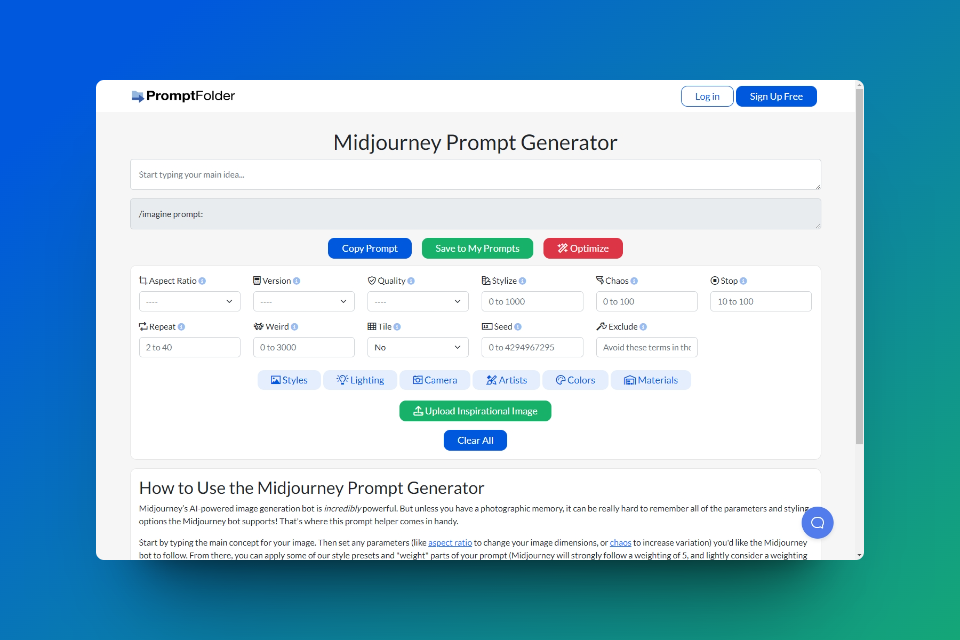 PromptFolder
Log in
Sign Up Free
Midjourney Prompt Generator
Start typing your main idea...
/imagine prompt:
Copy Prompt
Save to My Prompts
Optimize
Aspect Ratio
Version
Quality
Stylize
Chaos
Stop
----
----
----
0 to 1000
0 to 100
10 to 100
Repeat
Weird
Tile
Seed
Exclude
2 to 40
0 to 3000
No
0 to 4294967295
Avoid these terms in the
Styles
Lighting
Camera
Artists
Colors
Materials
Upload Inspirational Image
Clear All
How to Use the Midjourney Prompt Generator
Midjourney's AI-powered image generation bot is incredibly powerful. But unless you have a photographic memory, it can be really hard to remember all of the parameters and styling
options the Midjourney bot supports! That's where this prompt helper comes in handy.
Start by typing the main concept for your image. Then set any parameters (like aspect ratio to change your image dimensions, or chaos to increase variation) you'd like the Midjourney
bot to follow. From there, you can apply some of our style presets and "weight" parts of your prompt (Midjourney will strongly follow a weighting of 5, and lightly consider a weighting